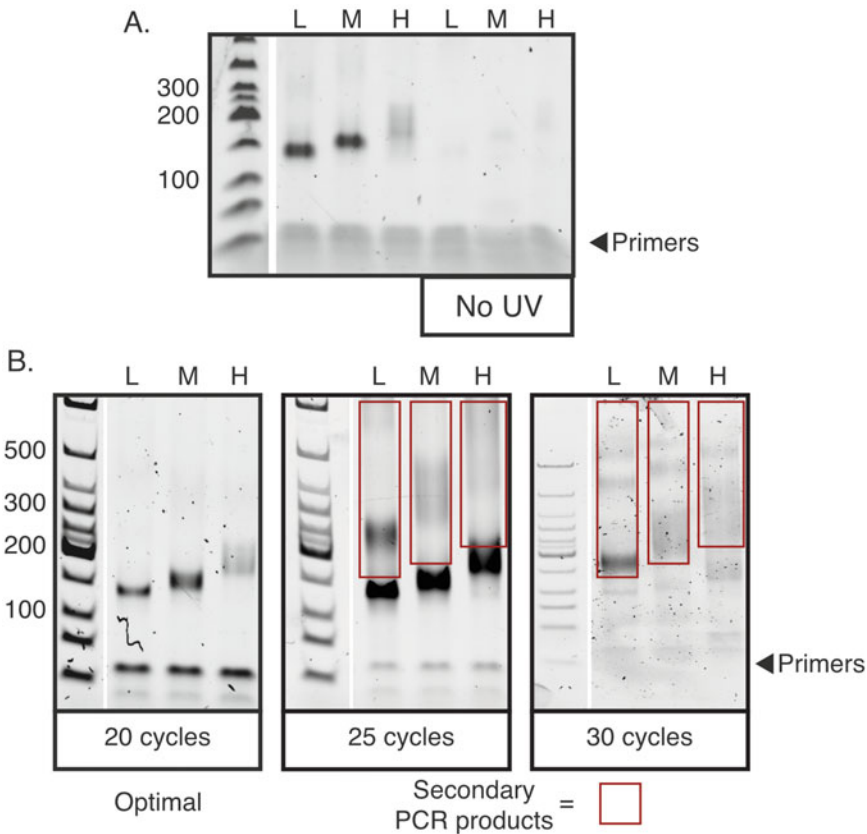 A.
L M H L M H
300
200
100
Primers
No UV
B.
L M H L M H L M H
500
300
200
100
Primers
20 cycles 25 cycles 30 cycles
Optimal
Secondary
PCR products =